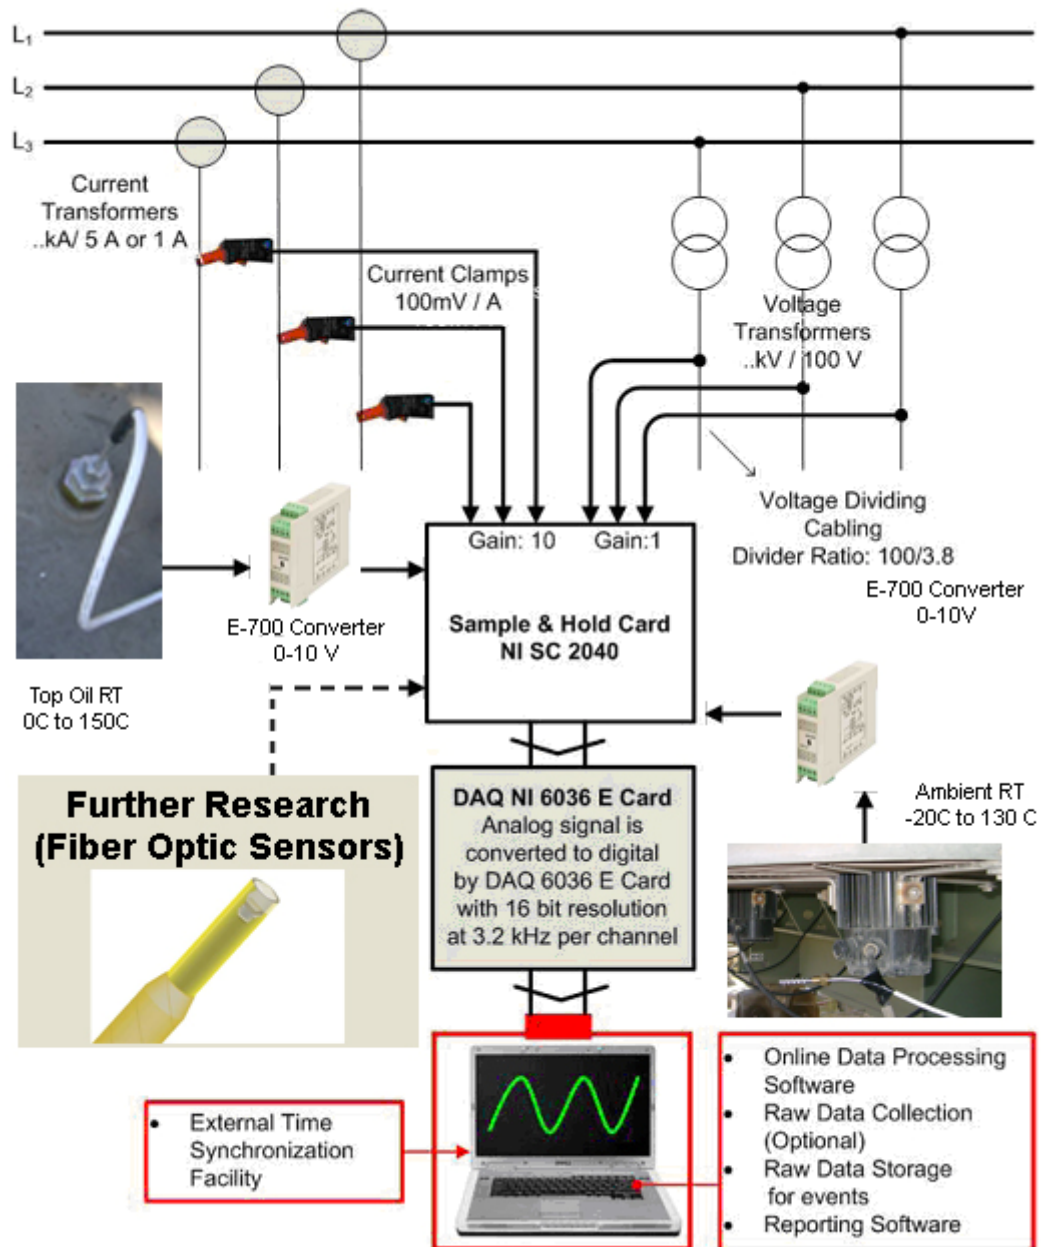 L1
L2
L3
Current
Transformers
..kA/ 5 A or 1 A
Current Clamps
100mV / A
Voltage
Transformers
..kV / 100 V
Voltage Dividing
Cabling
Divider Ratio: 100/3.8
Gain: 10
Gain:1
E-700 Converter
0-10V
E-700 Converter
0-10 V
Sample & Hold Card
NI SC 2040
Top Oil RT
0C to 150C
Further Research
(Fiber Optic Sensors)
DAQ NI 6036 E Card
Analog signal is
converted to digital
by DAQ 6036 E Card
with 16 bit resolution
at 3.2 kHz per channel
Ambient RT
-20C to 130 C
• External Time
Synchronization
Facility
• Online Data Processing
Software
• Raw Data Collection
(Optional)
• Raw Data Storage
for events
• Reporting Software